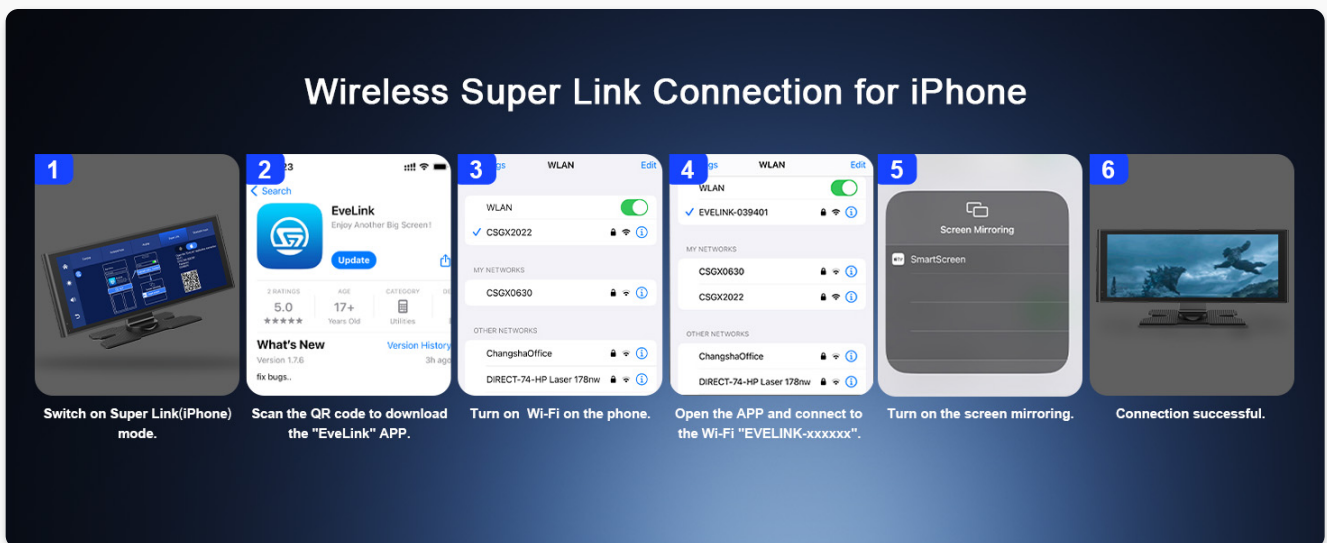 Wireless Super Link Connection for iPhone
1
Switch on Super Link(iPhone)
mode.
2
23
Search
EveLink
Enjoy Another Big Screen!
Update
2 RATINGS
AGE
CATEGORY
5.0
17+
★★★★★
Years Old
Utilities
What's New
Version History
Version 1.7.6
3h ago
fix bugs..
Scan the QR code to download
the "EveLink" APP.
3
gs
WLAN
Edit
WLAN
CSGX2022
MY NETWORKS
CSGX0630
OTHER NETWORKS
ChangshaOffice
DIRECT-74-HP Laser 178nw
Turn on Wi-Fi on the phone.
4
gs
WLAN
Edit
WLAN
EVELINK-039401
MY NETWORKS
CSGX0630
CSGX2022
OTHER NETWORKS
ChangshaOffice
DIRECT-74-HP Laser 178nw
Open the APP and connect to
the Wi-Fi "EVELINK-xxxxxx".
5
Screen Mirroring
SmartScreen
Turn on the screen mirroring.
6
Connection successful.